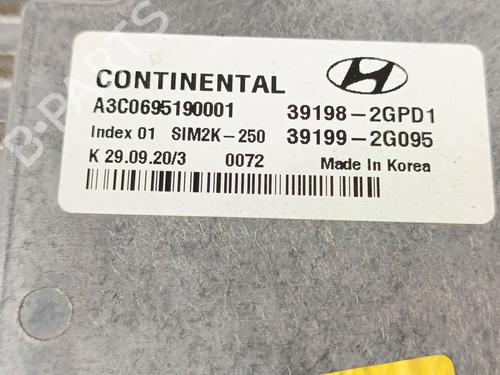 CONTINENTAL
A3C0695190001 39198-2GPD1
Index 01 SIM2K-250 39199-2G095
K 29.09.20/3 0072 Made In Korea
B-PARTS